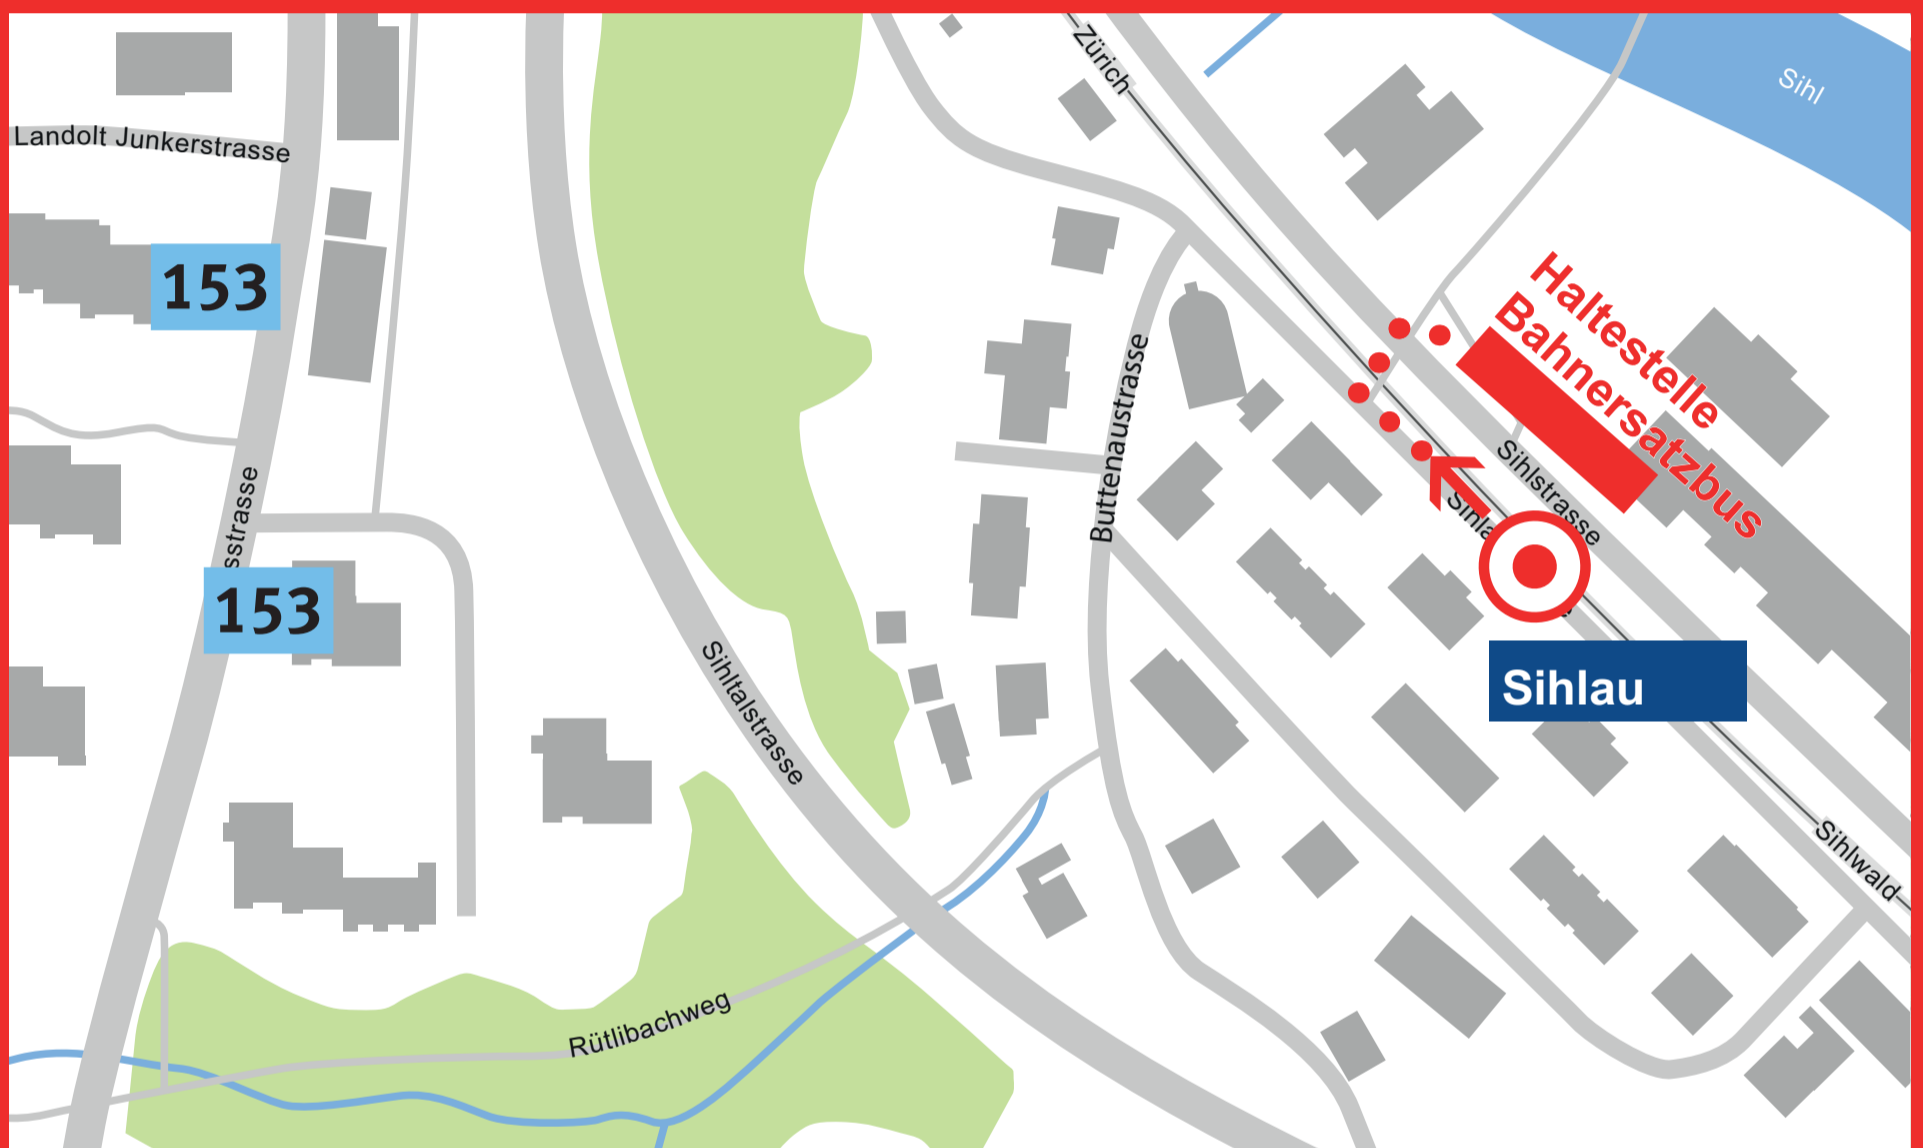 Zürich
Sihl
Landolt Junkerstrasse
153
Haltestelle
Bahnersatzbus
Buttenaustrasse
Sihlstrasse
sstrasse
153
Sihltalstrasse
Sihlau
Sihlwald
Rütlibachweg